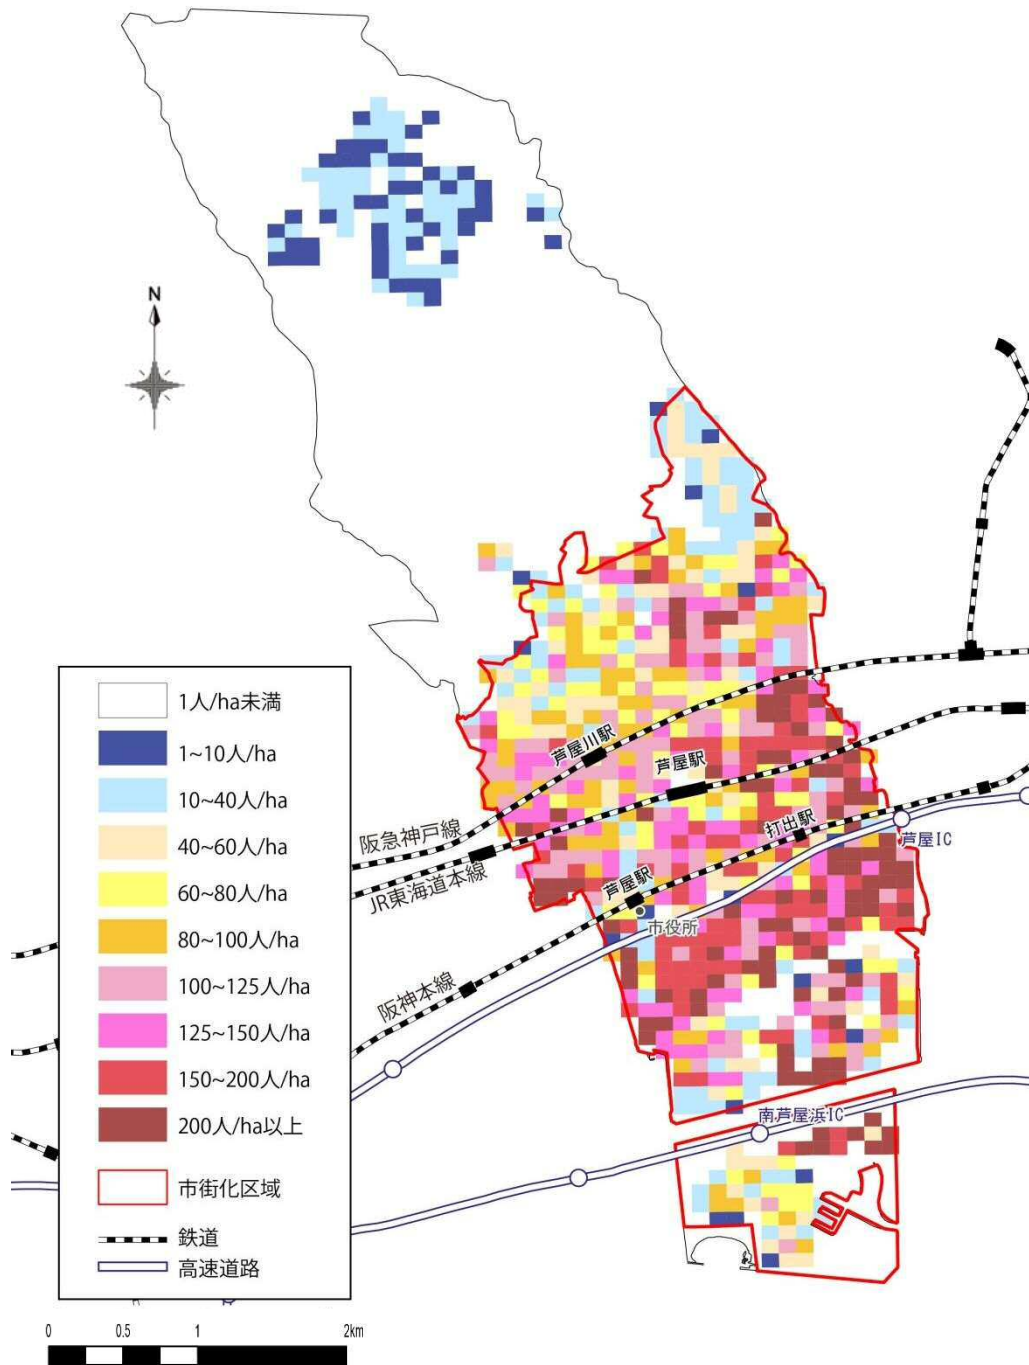 N
1人/ha未満
1~10人/ha
10~40人/ha
40~60人/ha
60~80人/ha
80~100人/ha
100~125人/ha
125~150人/ha
150~200人/ha
200人/ha以上
市街化区域
鉄道
高速道路
芦屋川駅
芦屋駅
打出駅
芦屋IC
阪急神戸線
JR東海道本線
芦屋駅
市役所
阪神本線
南芦屋浜IC
0 0.5 1 2km